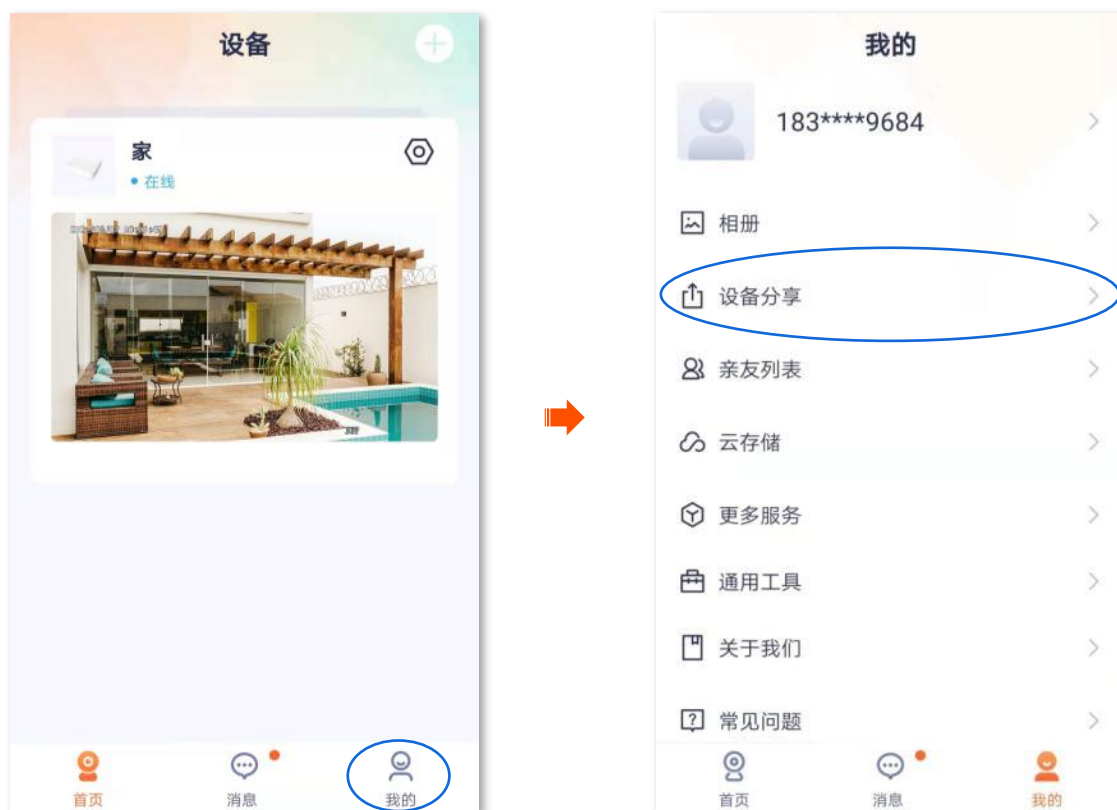 设备
家
在线
首页
消息
我的
我的
183****9684
相册
设备分享
亲友列表
云存储
更多服务
通用工具
关于我们
常见问题
首页
消息
我的